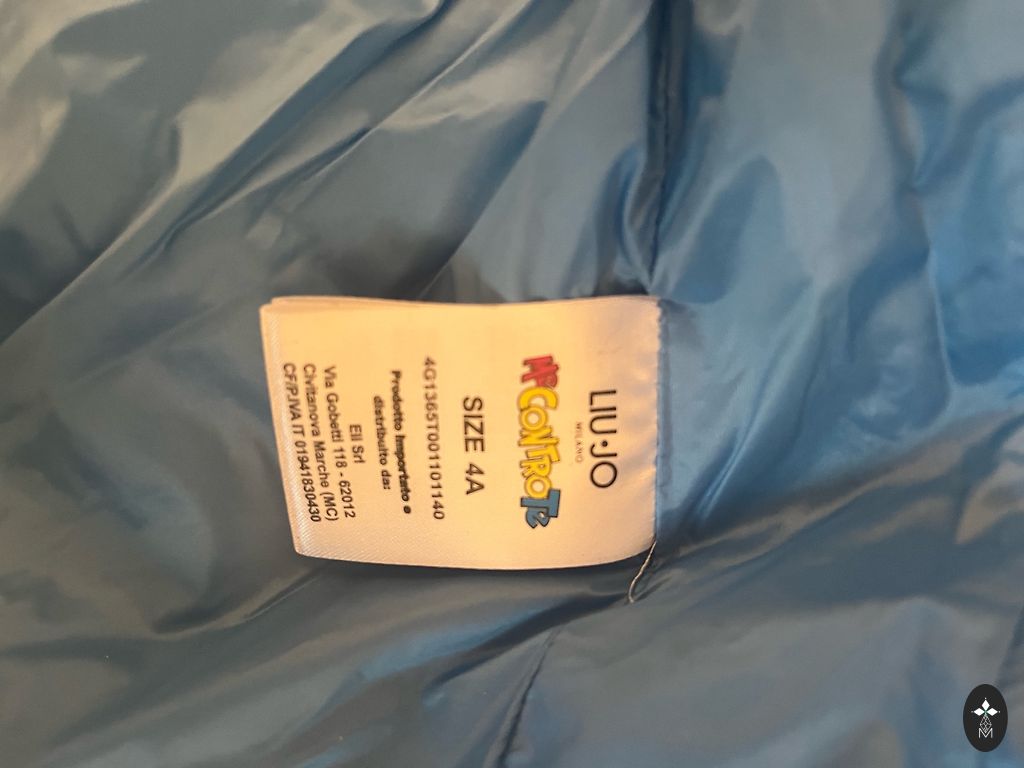 LIU·JO
MILANO
MECONTROTE
SIZE 4A
4G1365T001101140
Prodotto Importato e
distribuito da:
Eli Srl
Via Gobetti 118 - 62012
Civitanova Marche (MC)
CF/P.IVA IT 01941830430
M